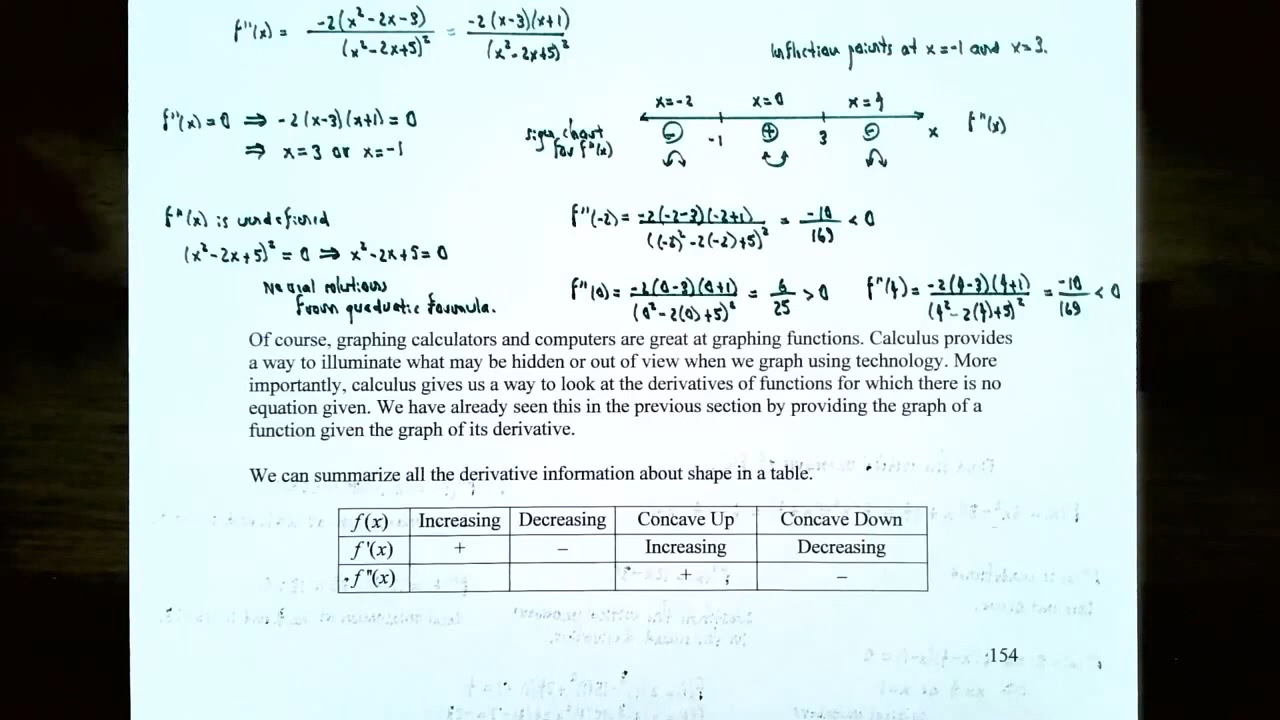 f''(x) = -2(x²-2x-3)/(x²-2x+5)² = -2(x-3)(x+1)/(x²-2x+5)²
Inflection points at x=-1 and x=3.
f''(x)=0 ⇒ -2(x-3)(x+1)=0
⇒ x=3 or x=-1
x=-2 x=0 x=4
sign chart
for f''(x)
⊖ -1 ⊕ 3 ⊖ x f''(x)
f''(x) is undefined
(x²-2x+5)²=0 ⇒ x²-2x+5=0
No real solutions
from quadratic formula.
f''(-2) = -2(-2-3)(-2+1)/((-2)²-2(-2)+5)² = -10/169 < 0
f''(0) = -2(0-3)(0+1)/(0²-2(0)+5)² = 6/25 > 0
f''(4) = -2(4-3)(4+1)/(4²-2(4)+5)² = -10/169 < 0
Of course, graphing calculators and computers are great at graphing functions. Calculus provides
a way to illuminate what may be hidden or out of view when we graph using technology. More
importantly, calculus gives us a way to look at the derivatives of functions for which there is no
equation given. We have already seen this in the previous section by providing the graph of a
function given the graph of its derivative.
We can summarize all the derivative information about shape in a table.
f(x) Increasing Decreasing Concave Up Concave Down
f'(x) + – Increasing Decreasing
f''(x) + –
154